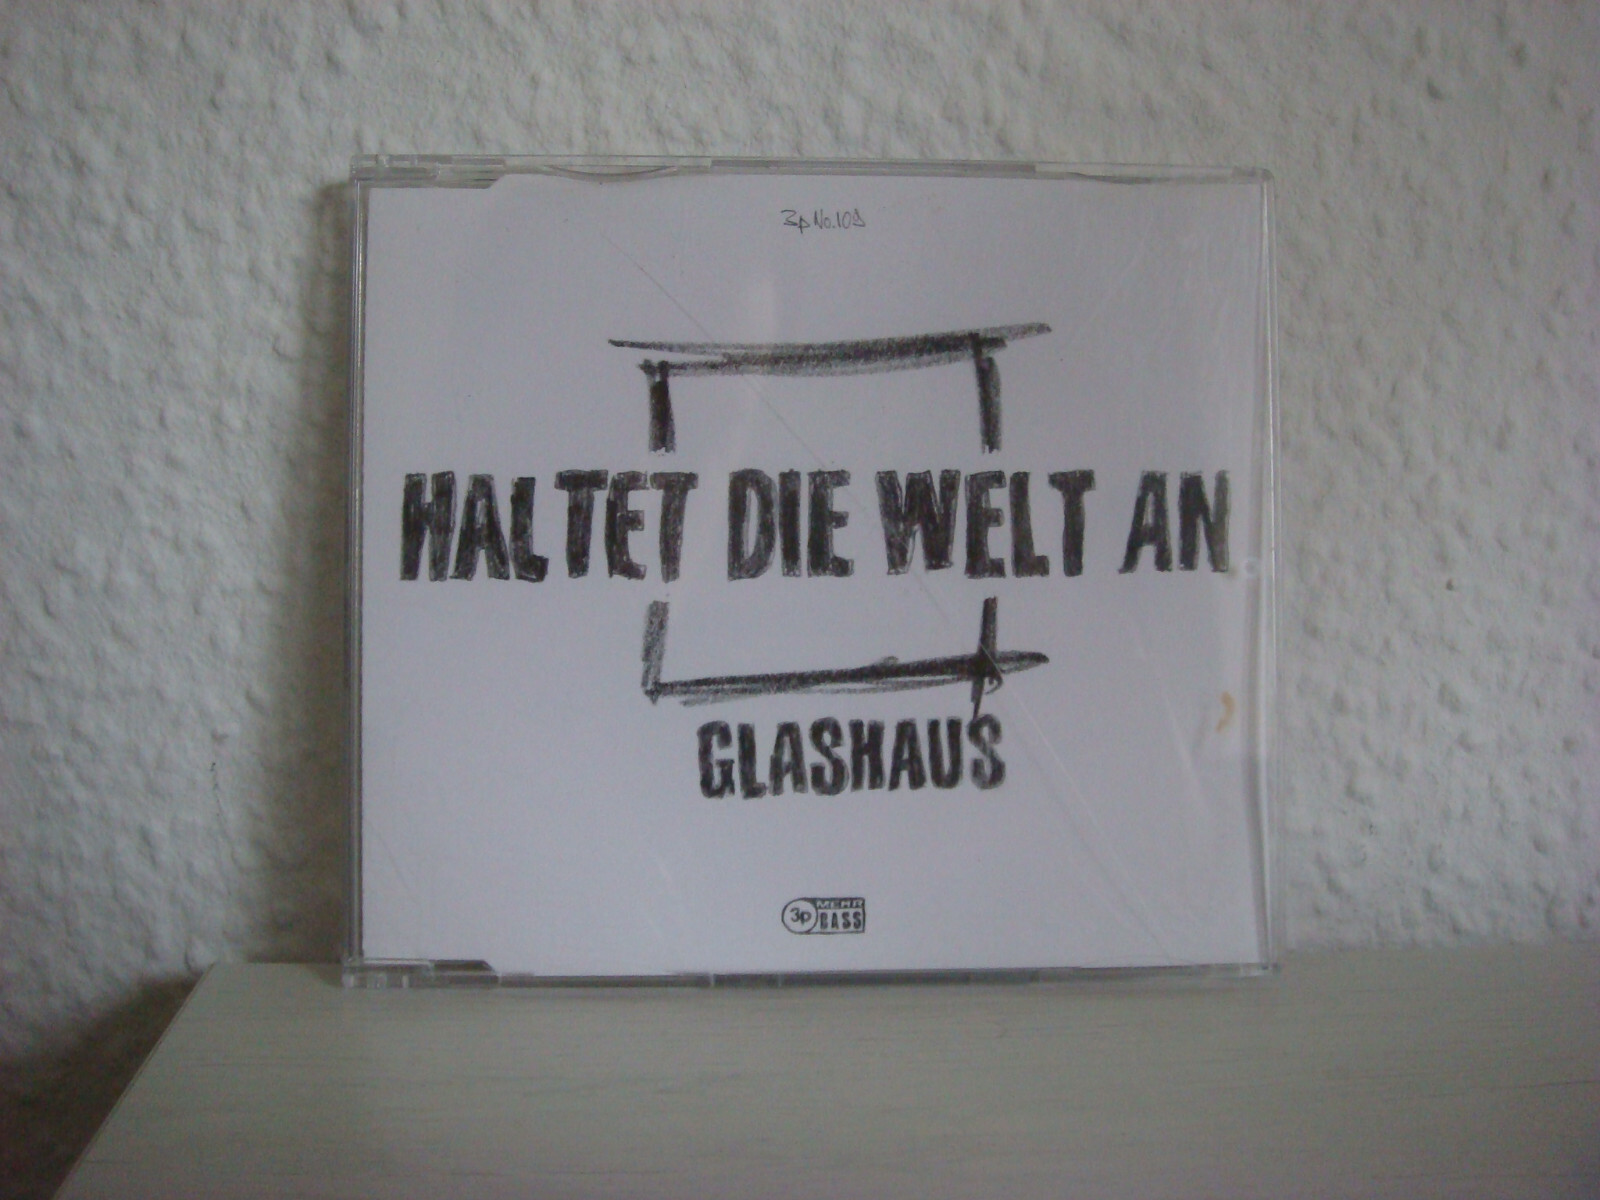 3p No.109
HALTET DIE WELT AN
GLASHAUS
3p MEHR
BASS